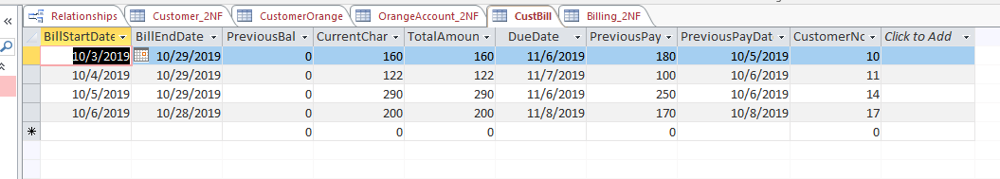 Relationships Customer_2NF CustomerOrange OrangeAccount_2NF CustBill Billing_2NF
BillStartDate BillEndDate PreviousBal CurrentChar TotalAmoun DueDate PreviousPay PreviousPayDat CustomerNo Click to Add
10/3/2019 10/29/2019 0 160 160 11/6/2019 180 10/5/2019 10
10/4/2019 10/29/2019 0 122 122 11/7/2019 100 10/6/2019 11
10/5/2019 10/29/2019 0 290 290 11/6/2019 250 10/6/2019 14
10/6/2019 10/28/2019 0 200 200 11/8/2019 170 10/8/2019 17
0 0 0 0 0